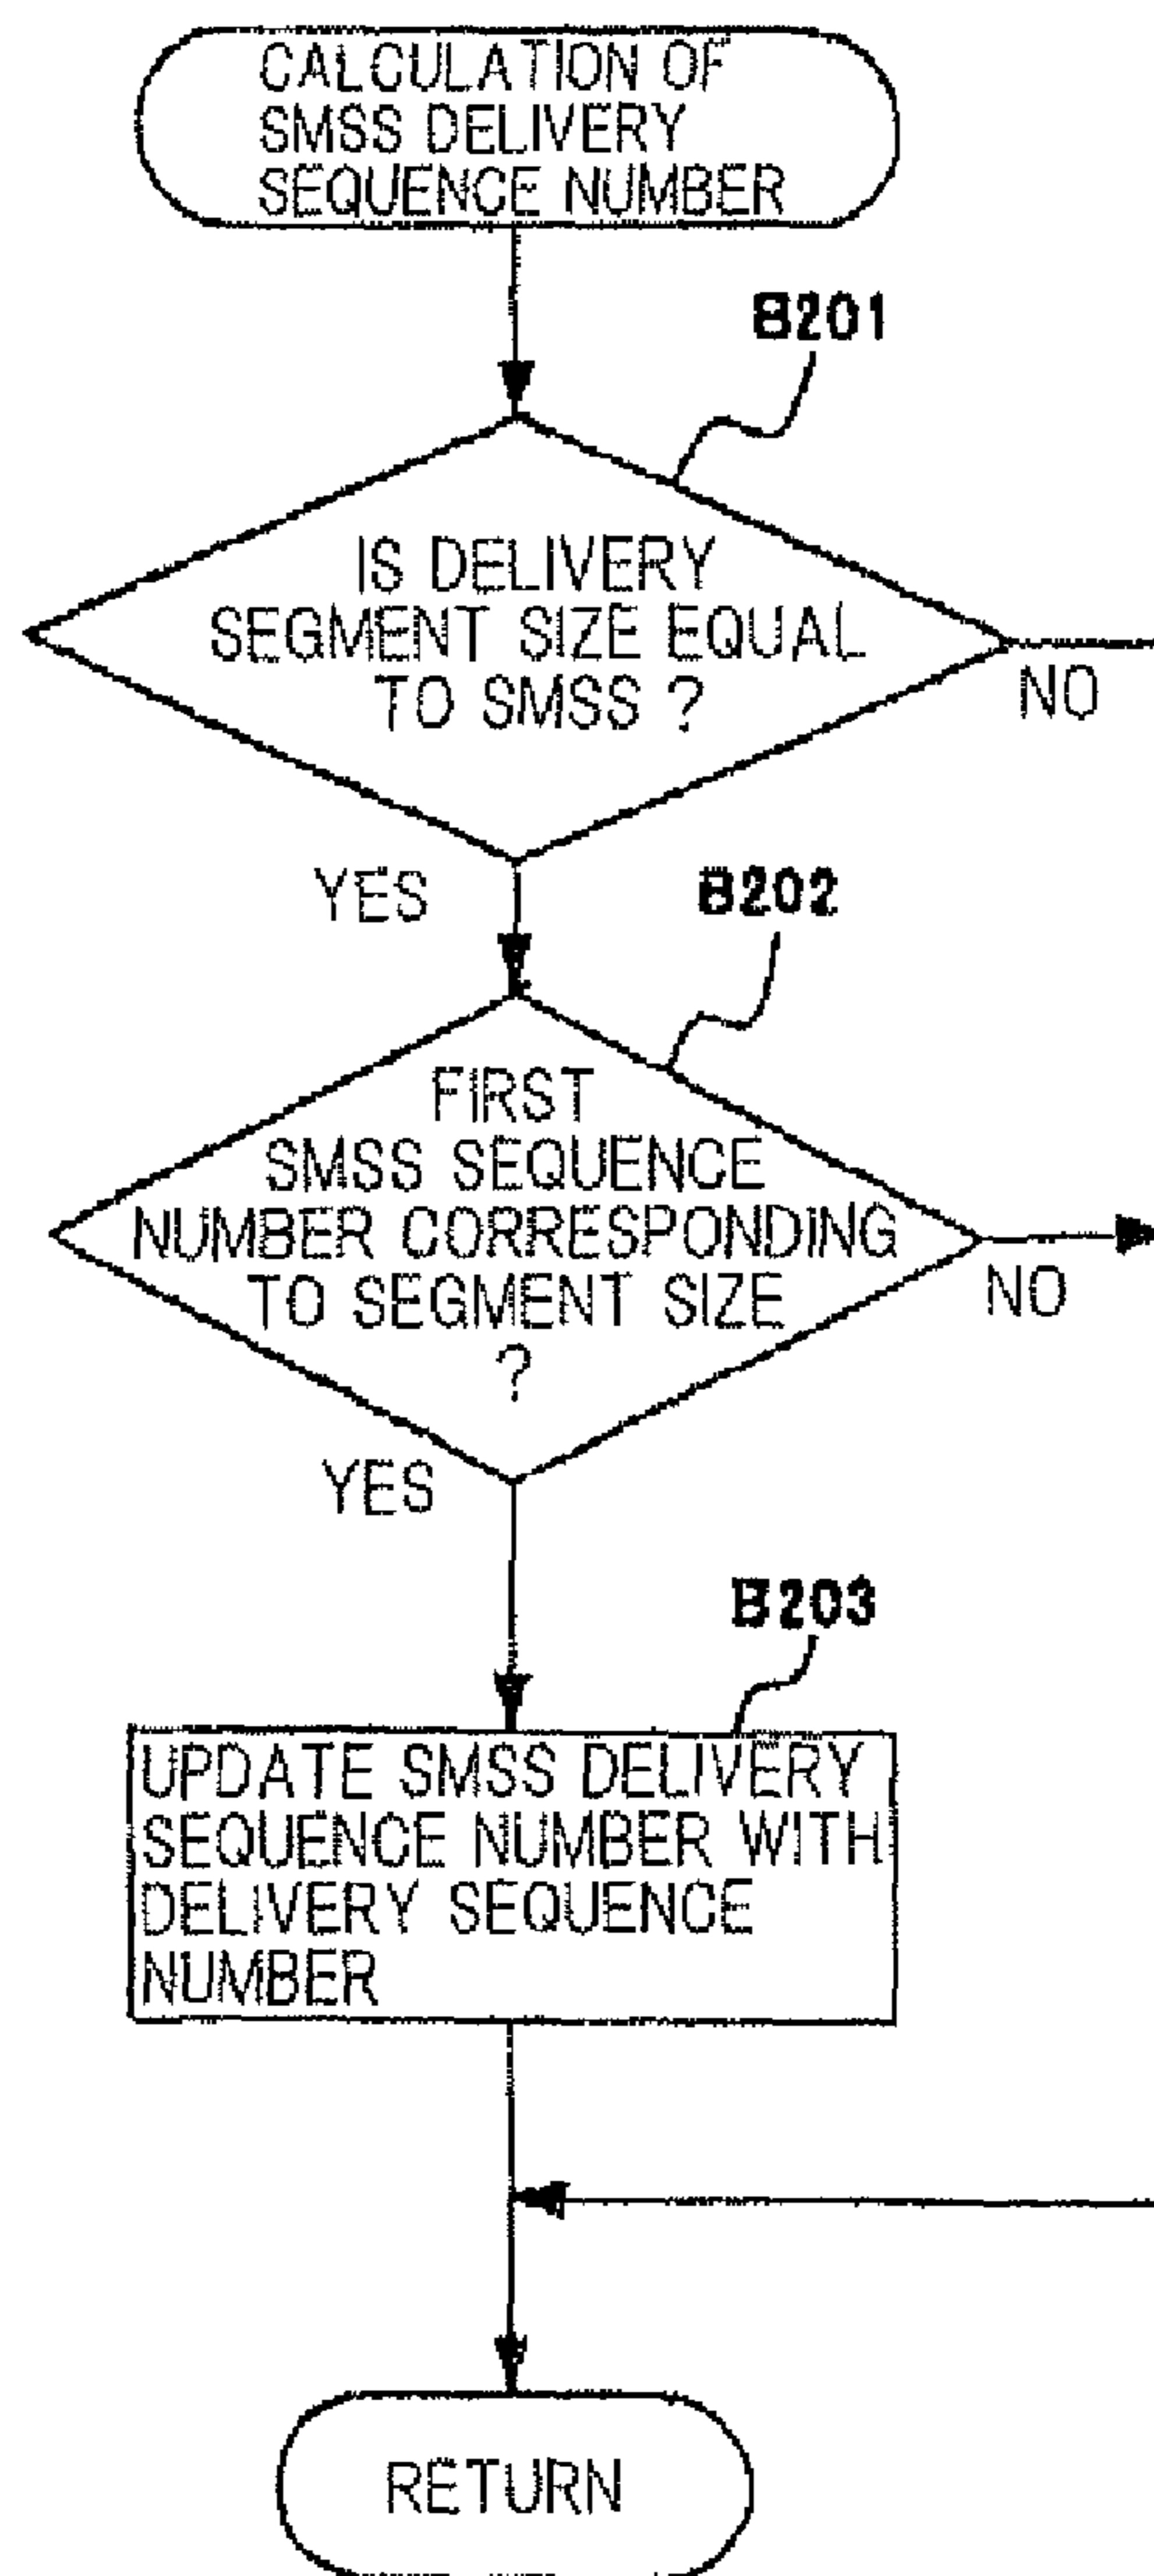 CALCULATION OF
SMSS DELIVERY
SEQUENCE NUMBER
B201
IS DELIVERY
SEGMENT SIZE EQUAL
TO SMSS ?
NO
YES
B202
FIRST
SMSS SEQUENCE
NUMBER CORRESPONDING
TO SEGMENT SIZE
?
NO
YES
B203
UPDATE SMSS DELIVERY
SEQUENCE NUMBER WITH
DELIVERY SEQUENCE
NUMBER
RETURN